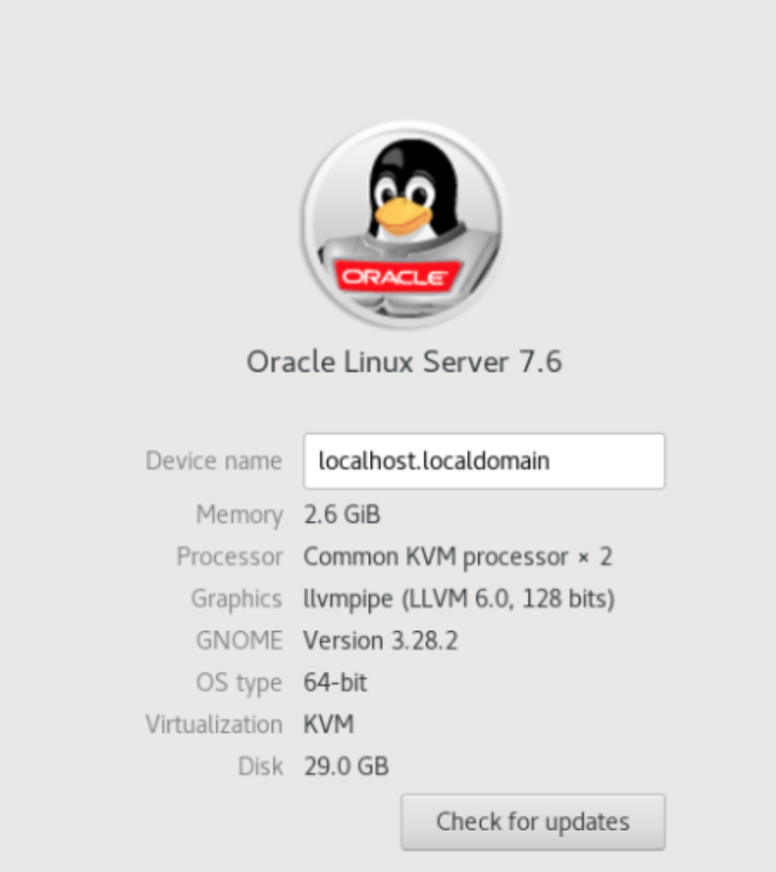 ORACLE
Oracle Linux Server 7.6
Device name localhost.localdomain
Memory 2.6 GiB
Processor Common KVM processor × 2
Graphics llvmpipe (LLVM 6.0, 128 bits)
GNOME Version 3.28.2
OS type 64-bit
Virtualization KVM
Disk 29.0 GB
Check for updates